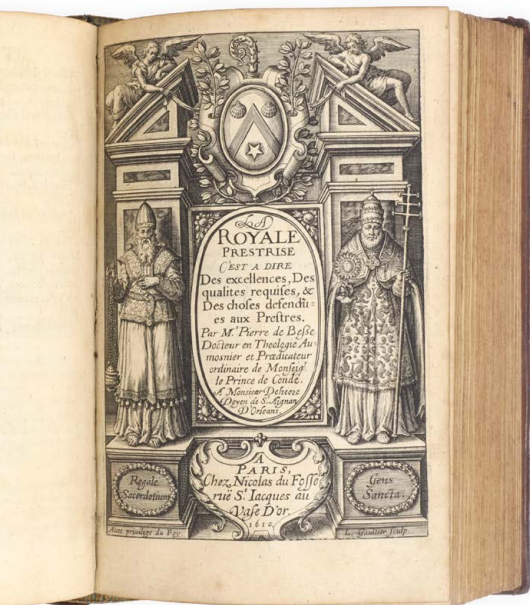 LA
ROYALE
PRESTRISE
C'EST A DIRE
Des excellences, Des
qualites requises, &
Des choses defendu=
es aux Prestres.
Par Mr. Pierre de Besse
Docteur en Theologie Au
mosnier et Prædicateur
ordinaire de Monseigr.
le Prince de Condé.
A Monsieur
Doyen de S. Aignan
D'Orleans.
A
PARIS,
Chez Nicolas du Fossé
ruë St. Iacques au
Vase D'or.
1610
Regale
Sacerdotium
Gens
Sancta.
Avec privilege du Roy
L. Gaultier sculp.